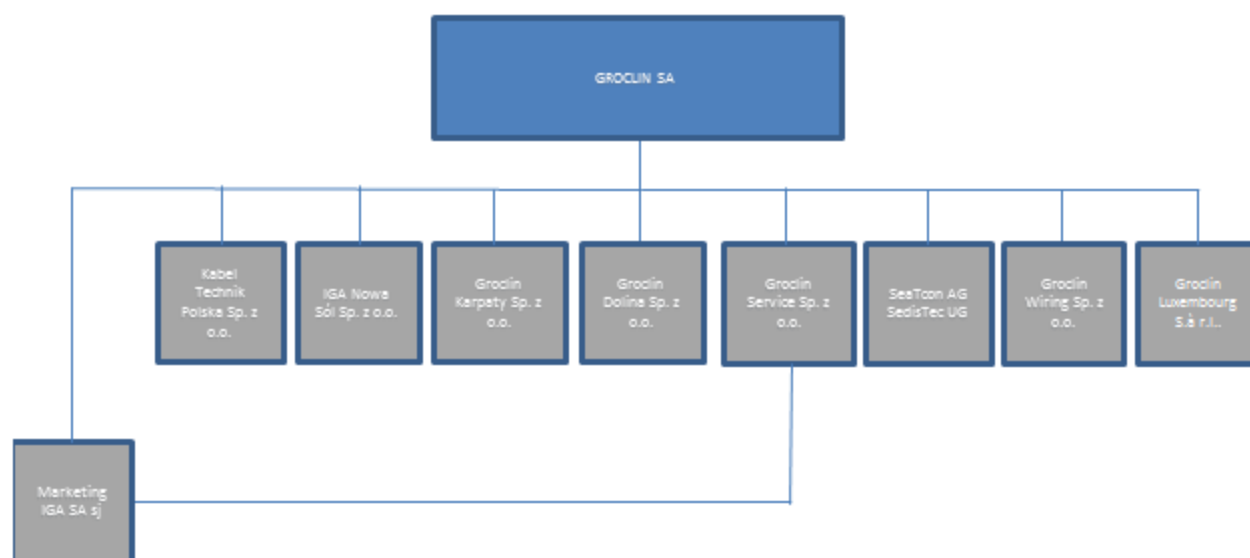 GROCLIN SA
Kabel
Technik
Polska Sp. z
o.o.
IGA Nowa
Sól Sp. z o.o.
Groclin
Karpaty Sp. z
o.o.
Groclin
Dolina Sp. z
o.o.
Groclin
Service Sp. z
o.o.
SeaTcon AG
SedisTec UG
Groclin
Wiring Sp. z
o.o.
Groclin
Luxembourg
S.à r.l..
Marketing
IGA SA sj